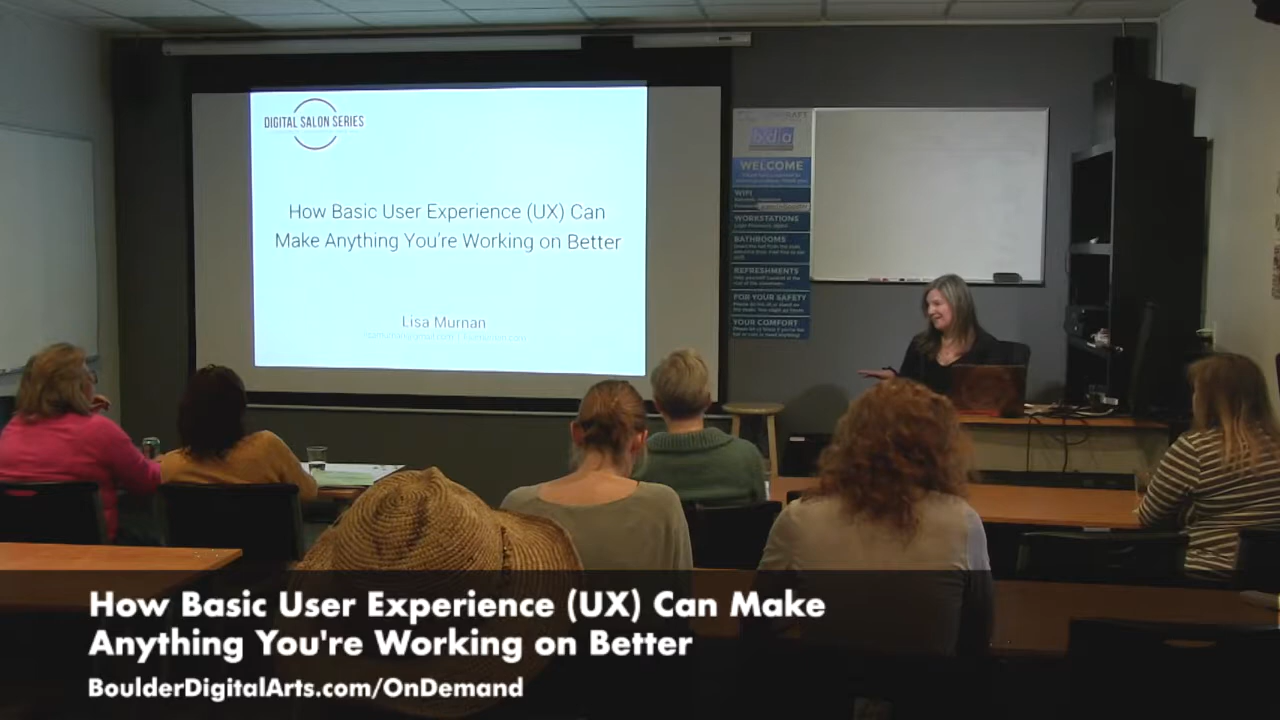 DIGITAL SALON SERIES
How Basic User Experience (UX) Can
Make Anything You're Working on Better
Lisa Murnan
bdia
WELCOME
WIFI
WORKSTATIONS
BATHROOMS
REFRESHMENTS
FOR YOUR SAFETY
YOUR COMFORT
How Basic User Experience (UX) Can Make
Anything You're Working on Better
BoulderDigitalArts.com/OnDemand